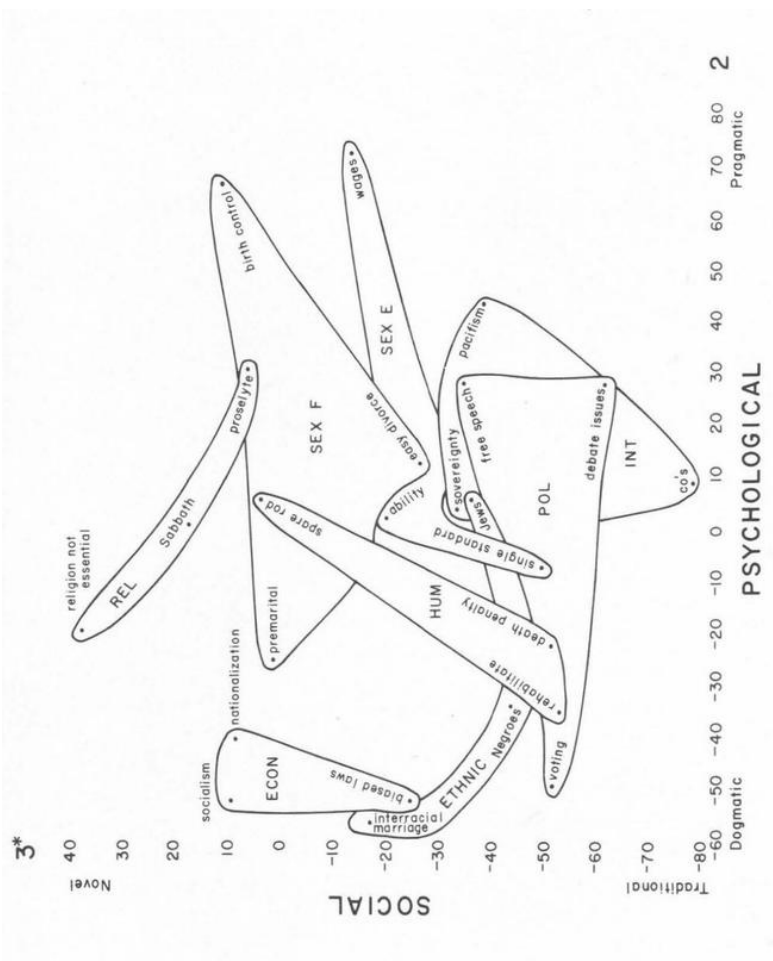 3*
2
40
30
20
10
0
-10
-20
-30
-40
-50
-60
-70
-80
Novel
Traditional
SOCIAL
-60
-50
-40
-30
-20
-10
0
10
20
30
40
50
60
70
80
Dogmatic
Pragmatic
PSYCHOLOGICAL
religion not
essential
REL
Sabbath
proselyte
birth control
SEX F
premarital
easy divorce
wages
SEX E
ability
single standard
socialism
nationalization
ECON
biased laws
interracial
marriage
ETHNIC
Negroes
Jews
spare rod
HUM
death penalty
rehabilitate
pacifism
sovereignty
INT
co's
free speech
POL
debate issues
voting